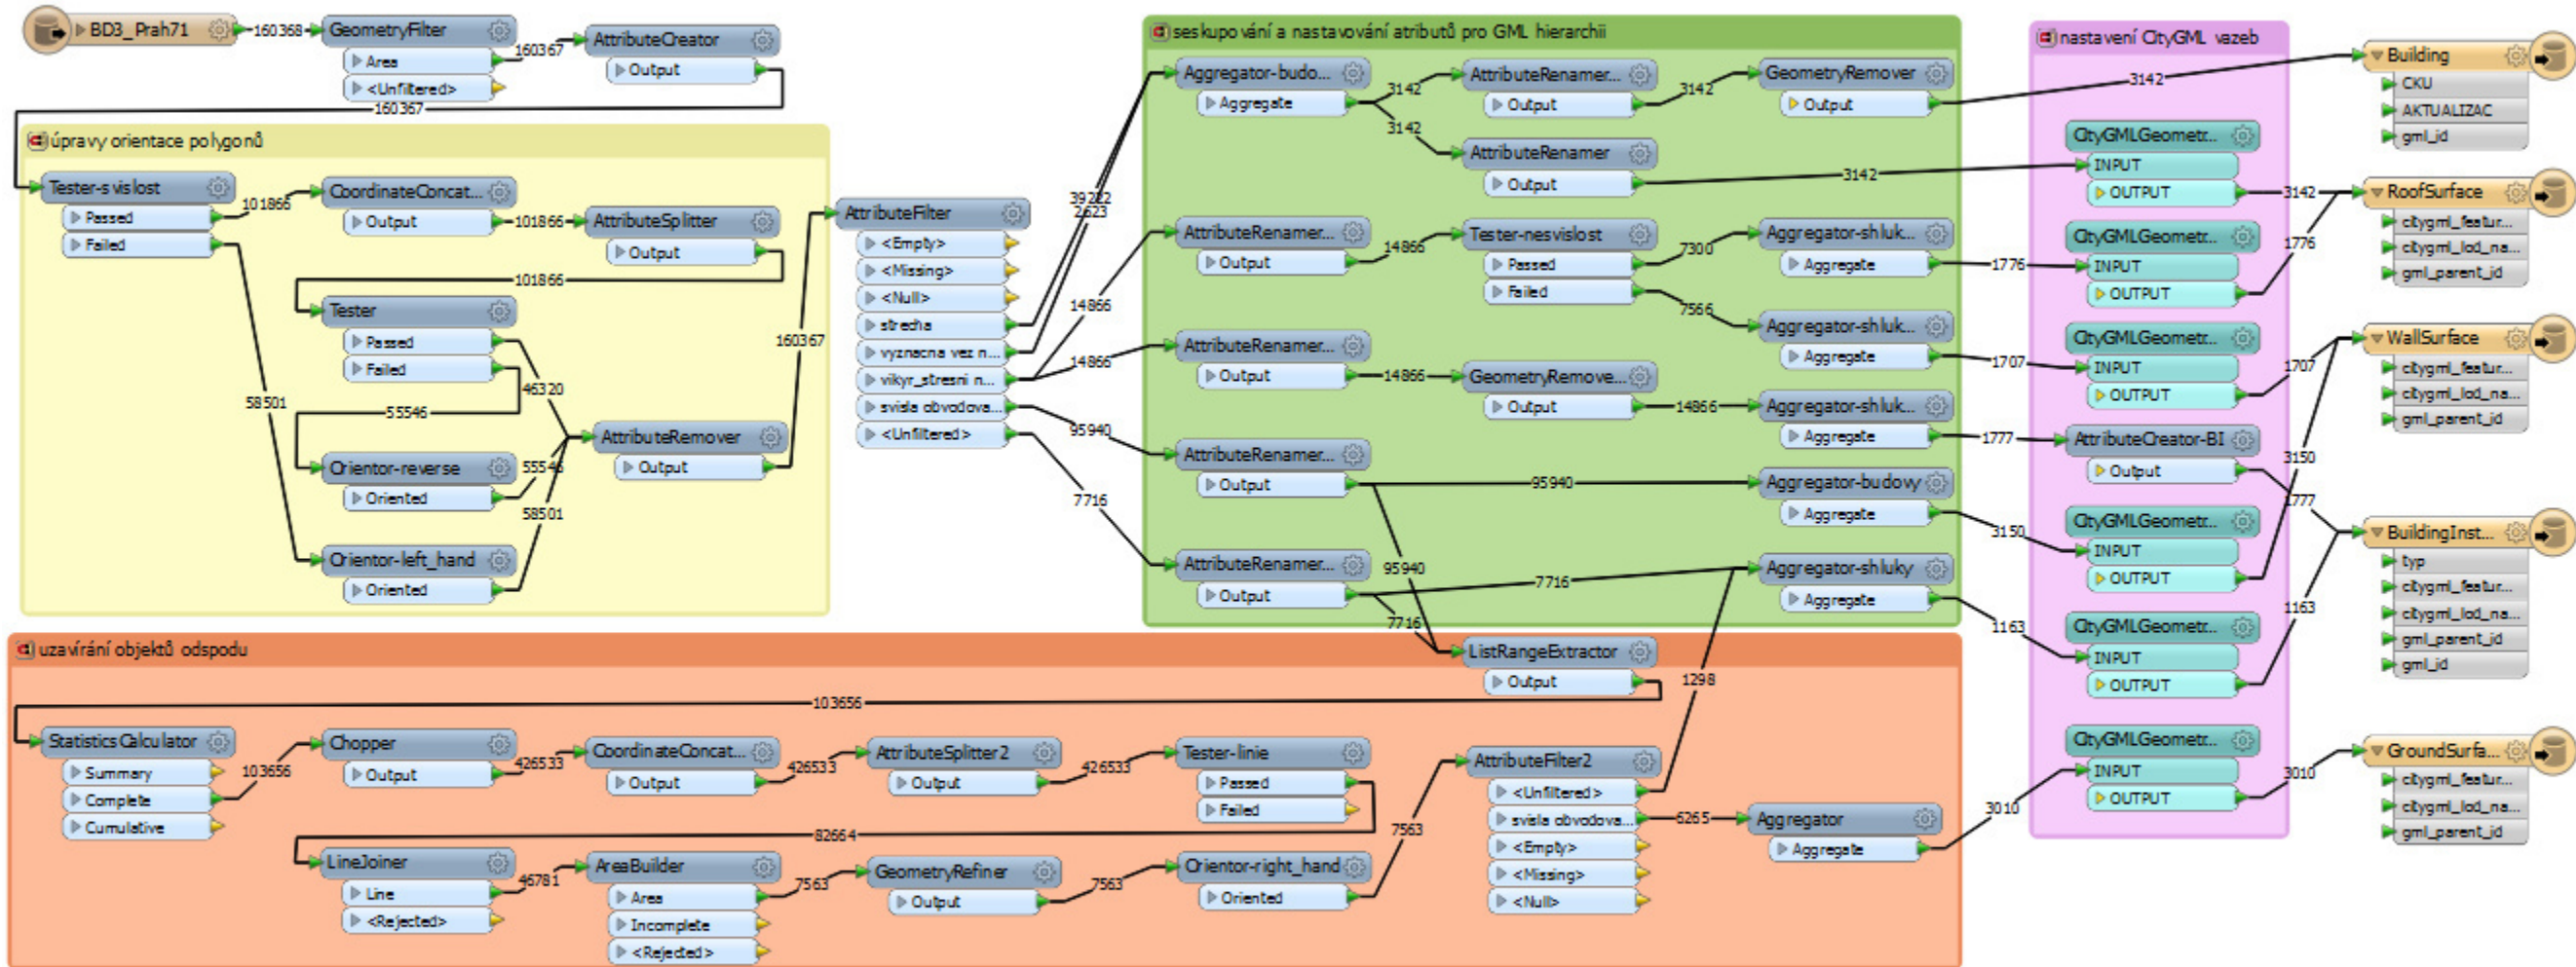 BD3_Prah71
160368
GeometryFilter
Area
<Unfiltered>
160367
AttributeCreator
Output
160367
úpravy orientace polygonů
Tester-svislost
Passed
Failed
101866
CoordinateConcat...
Output
101866
AttributeSplitter
Output
101866
Tester
Passed
Failed
46320
55546
58501
Orientor-reverse
Oriented
55546
58501
Orientor-left_hand
Oriented
AttributeRemover
Output
160367
AttributeFilter
<Empty>
<Missing>
<Null>
strecha
vyznacna vez n...
vikyr_stresni n...
svisla obvodova...
<Unfiltered>
39222
2623
14866
14866
95940
7716
seskupování a nastavování atributů pro GML hierarchii
Aggregator-budo...
Aggregate
3142
3142
AttributeRenamer...
Output
3142
GeometryRemover
Output
3142
AttributeRenamer
Output
3142
AttributeRenamer...
Output
14866
Tester-nesvislost
Passed
Failed
7300
7566
Aggregator-shluk...
Aggregate
1776
Aggregator-shluk...
Aggregate
1707
AttributeRenamer...
Output
14866
GeometryRemove...
Output
14866
Aggregator-shluk...
Aggregate
1777
AttributeRenamer...
Output
95940
95940
Aggregator-budovy
Aggregate
3150
AttributeRenamer...
Output
7716
7716
Aggregator-shluky
Aggregate
1163
nastavení CityGML vazeb
CityGMLGeometr...
INPUT
OUTPUT
3142
CityGMLGeometr...
INPUT
OUTPUT
1776
CityGMLGeometr...
INPUT
OUTPUT
1707
AttributeCreator-BI
Output
3150
1777
CityGMLGeometr...
INPUT
OUTPUT
CityGMLGeometr...
INPUT
OUTPUT
1163
CityGMLGeometr...
INPUT
OUTPUT
3010
Building
CKU
AKTUALIZAC
gml_id
RoofSurface
citygml_featur...
citygml_lod_na...
gml_parent_id
WallSurface
citygml_featur...
citygml_lod_na...
gml_parent_id
BuildingInst...
typ
citygml_featur...
citygml_lod_na...
gml_parent_id
gml_id
GroundSurfa...
citygml_featur...
citygml_lod_na...
gml_parent_id
uzavírání objektů odspodu
ListRangeExtractor
Output
1298
103656
StatisticsCalculator
Summary
Complete
Cumulative
103656
Chopper
Output
426533
CoordinateConcat...
Output
426533
AttributeSplitter2
Output
426533
Tester-linie
Passed
Failed
82664
LineJoiner
Line
<Rejected>
46781
AreaBuilder
Area
Incomplete
<Rejected>
7563
GeometryRefiner
Output
7563
Orientor-right_hand
Oriented
7563
AttributeFilter2
<Unfiltered>
svisla obvodova...
<Empty>
<Missing>
<Null>
6265
Aggregator
Aggregate
3010